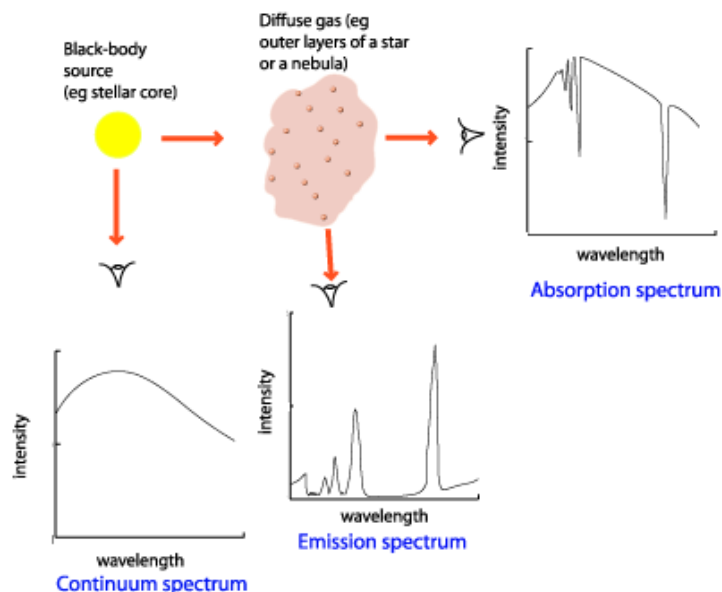 Black-body
source
(eg stellar core)
Diffuse gas (eg
outer layers of a star
or a nebula)
intensity
wavelength
Absorption spectrum
intensity
wavelength
Continuum spectrum
intensity
wavelength
Emission spectrum